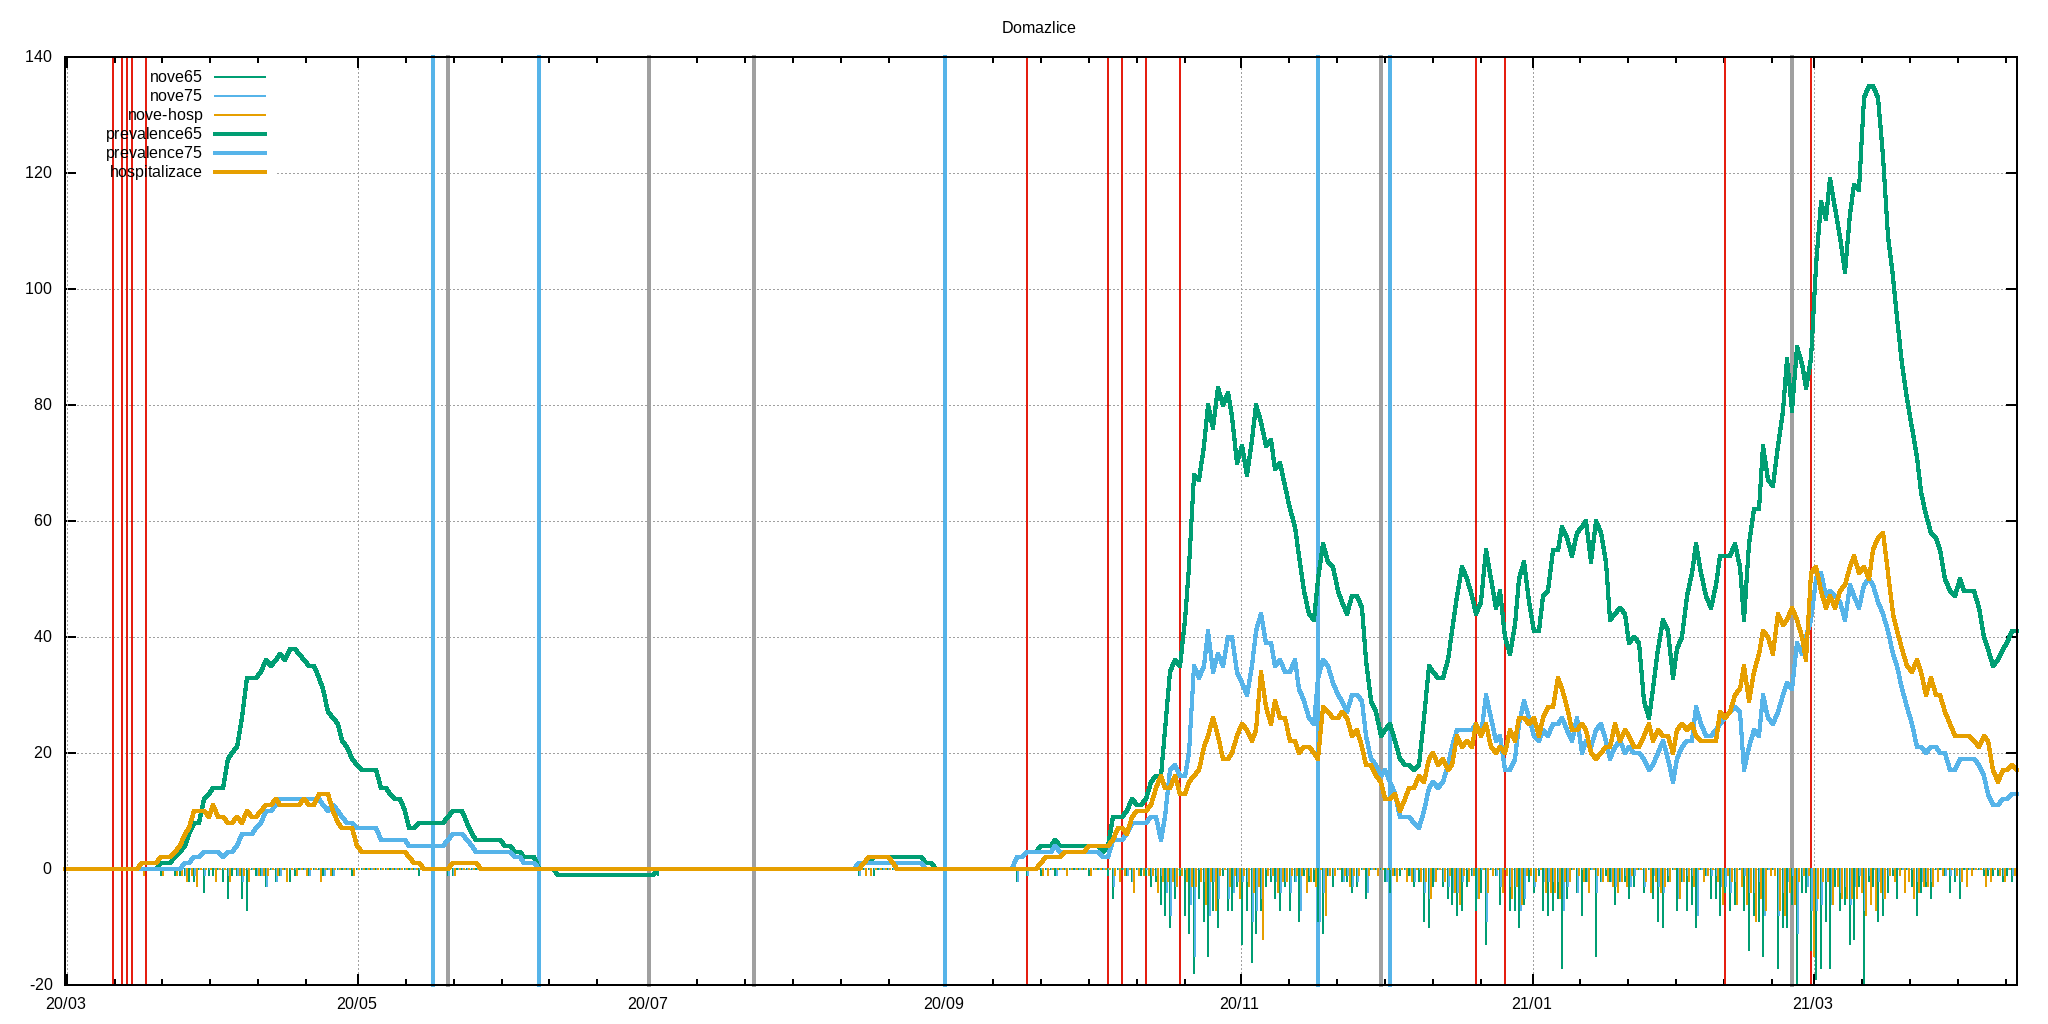 Domazlice
140
120
100
80
60
40
20
0
-20
nove65
nove75
nove-hosp
prevalence65
prevalence75
hospitalizace
20/03 20/05 20/07 20/09 20/11 21/01 21/03